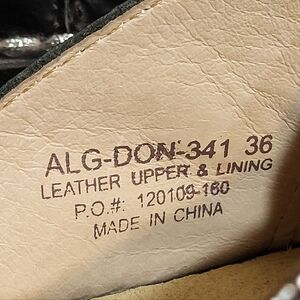 ALG-DON-341 36
LEATHER UPPER & LINING
P.O.#: 120109-160
MADE IN CHINA